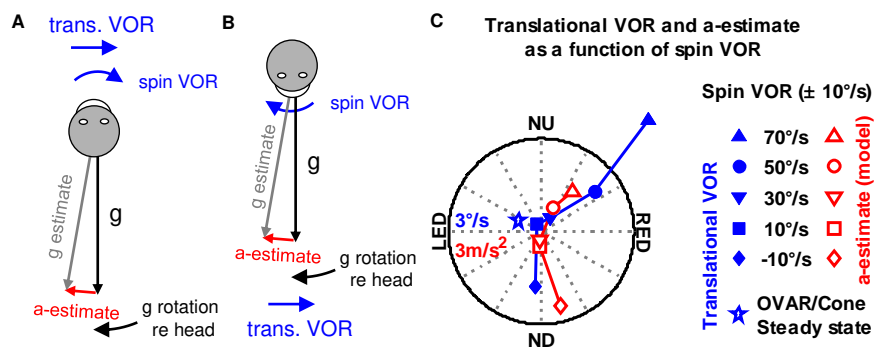 A
trans. VOR
spin VOR
g estimate
g
a-estimate
g rotation
re head
B
spin VOR
g estimate
g
a-estimate
g rotation
re head
trans. VOR
C
Translational VOR and a-estimate
as a function of spin VOR
NU
LED
RED
ND
3°/s
3m/s²
Spin VOR (± 10°/s)
Translational VOR
a-estimate (model)
70°/s
50°/s
30°/s
10°/s
-10°/s
OVAR/Cone
Steady state